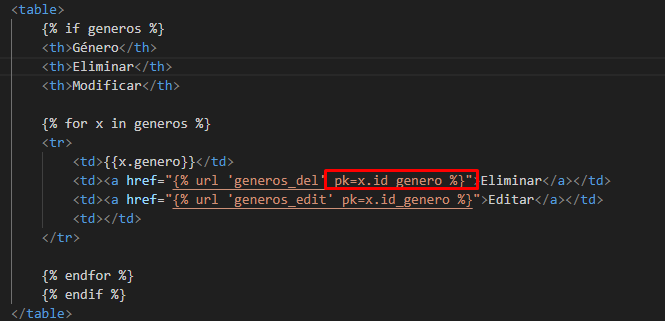 <table>
{% if generos %}
<th>Género</th>
<th>Eliminar</th>
<th>Modificar</th>
{% for x in generos %}
<tr>
<td>{{x.genero}}</td>
<td><a href="{% url 'generos_del' pk=x.id_genero %}">Eliminar</a></td>
<td><a href="{% url 'generos_edit' pk=x.id_genero %}">Editar</a></td>
<td></td>
</tr>
{% endfor %}
{% endif %}
</table>